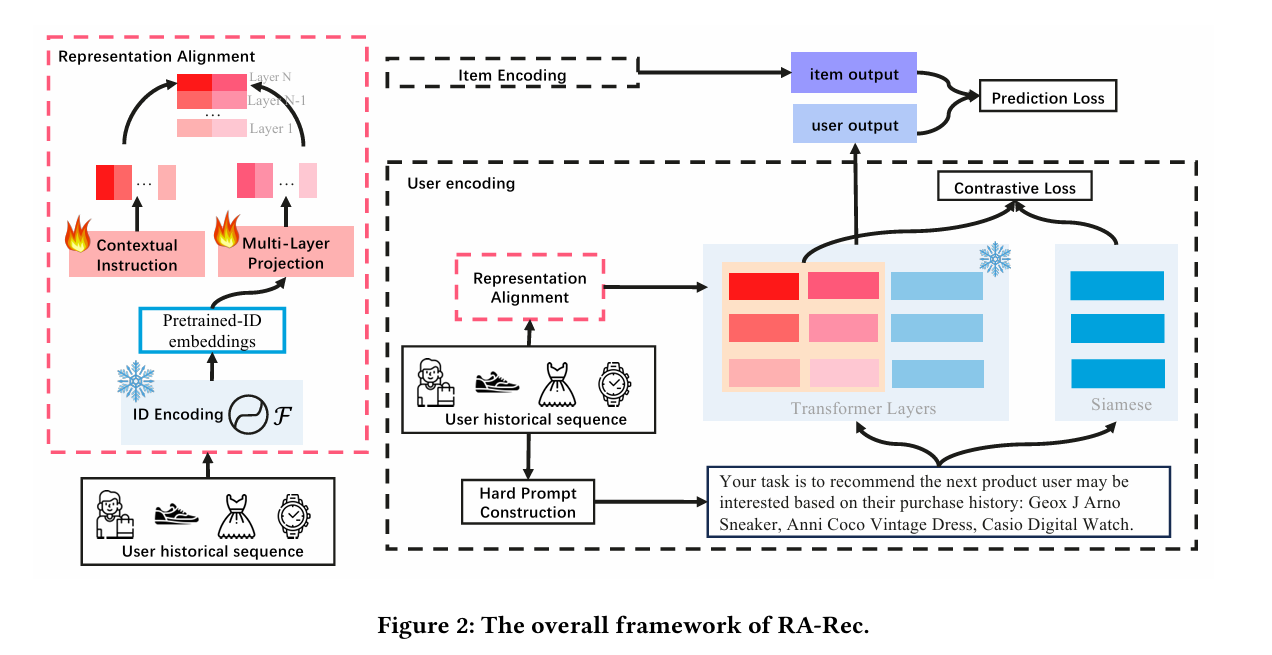 Representation Alignment
Layer N
Layer N-1
...
Layer 1
... ...
Contextual
Instruction
Multi-Layer
Projection
Pretrained-ID
embeddings
ID Encoding
ℱ
User historical sequence
Item Encoding
item output
user output
Prediction Loss
User encoding
Contrastive Loss
Representation
Alignment
User historical sequence
Transformer Layers
Siamese
Hard Prompt
Construction
Your task is to recommend the next product user may be
interested based on their purchase history: Geox J Arno
Sneaker, Anni Coco Vintage Dress, Casio Digital Watch.
Figure 2: The overall framework of RA-Rec.